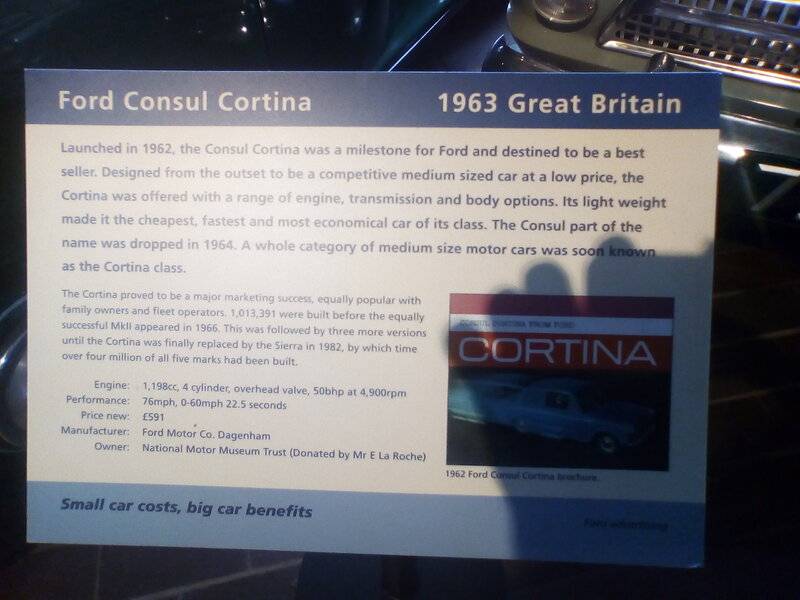 Ford Consul Cortina 1963 Great Britain
Launched in 1962, the Consul Cortina was a milestone for Ford and destined to be a best
seller. Designed from the outset to be a competitive medium sized car at a low price, the
Cortina was offered with a range of engine, transmission and body options. Its light weight
made it the cheapest, fastest and most economical car of its class. The Consul part of the
name was dropped in 1964. A whole category of medium size motor cars was soon known
as the Cortina class.
The Cortina proved to be a major marketing success, equally popular with
family owners and fleet operators. 1,013,391 were built before the equally
successful MkII appeared in 1966. This was followed by three more versions
until the Cortina was finally replaced by the Sierra in 1982, by which time
over four million of all five marks had been built.
Engine: 1,198cc, 4 cylinder, overhead valve, 50bhp at 4,900rpm
Performance: 76mph, 0-60mph 22.5 seconds
Price new: £591
Manufacturer: Ford Motor Co. Dagenham
Owner: National Motor Museum Trust (Donated by Mr E La Roche)
CONSUL CORTINA FROM FORD
CORTINA
1962 Ford Consul Cortina brochure.
Small car costs, big car benefits
Ford advertising